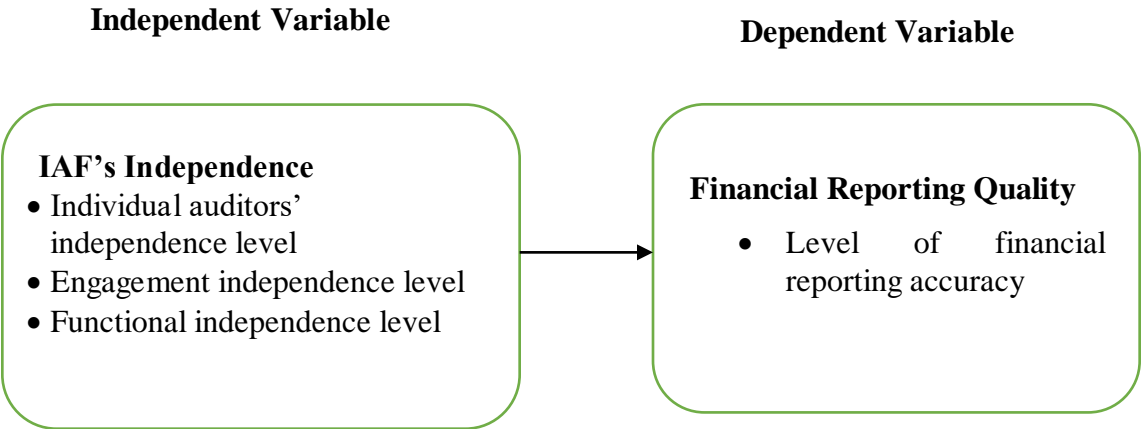 Independent Variable
Dependent Variable
IAF’s Independence
• Individual auditors’
independence level
• Engagement independence level
• Functional independence level
Financial Reporting Quality
• Level of financial
reporting accuracy